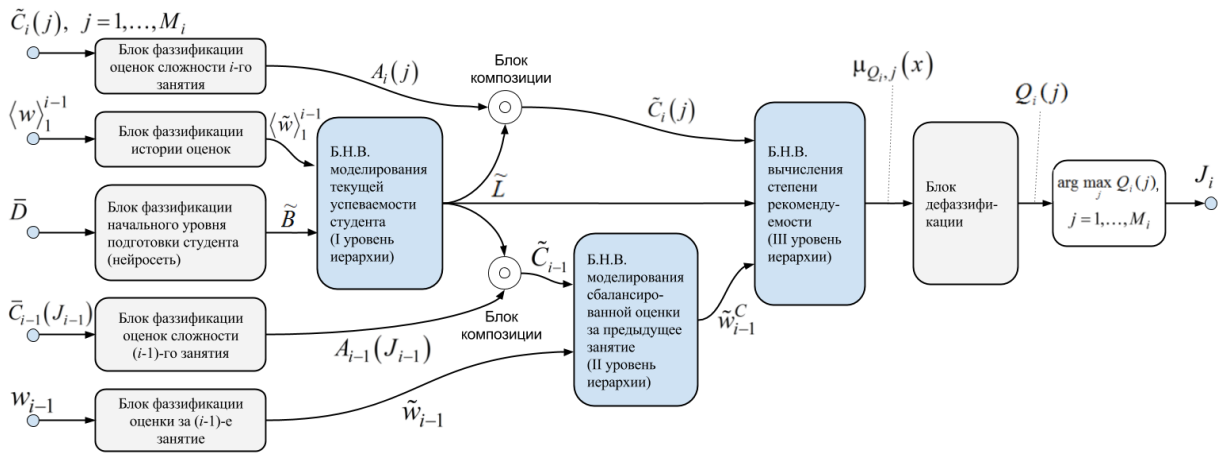 C̃ᵢ(j), j = 1,…,Mᵢ
Блок фаззификации
оценок сложности i-го
занятия
Aᵢ(j)
Блок
композиции
C̃ᵢ(j)
μ_{Qᵢ,j}(x)
Qᵢ(j)
⟨w⟩₁ⁱ⁻¹
Блок фаззификации
истории оценок
⟨w̃⟩₁ⁱ⁻¹
Б.Н.В.
моделирования
текущей
успеваемости
студента
(I уровень
иерархии)
L̃
Б.Н.В.
вычисления
степени
рекоменду-
емости
(III уровень
иерархии)
Блок
дефаззифи-
кации
arg max Qᵢ(j),
j
j = 1,…,Mᵢ
Jᵢ
D̄
Блок фаззификации
начального уровня
подготовки студента
(нейросеть)
B̃
C̃ᵢ₋₁
Б.Н.В.
моделирования
сбалансиро-
ванной оценки
за предыдущее
занятие
(II уровень
иерархии)
w̃ᵢ₋₁ᶜ
C̄ᵢ₋₁(Jᵢ₋₁)
Блок фаззификации
оценок сложности
(i-1)-го занятия
Aᵢ₋₁(Jᵢ₋₁)
Блок
композиции
wᵢ₋₁
Блок фаззификации
оценки за (i-1)-е
занятие
w̃ᵢ₋₁